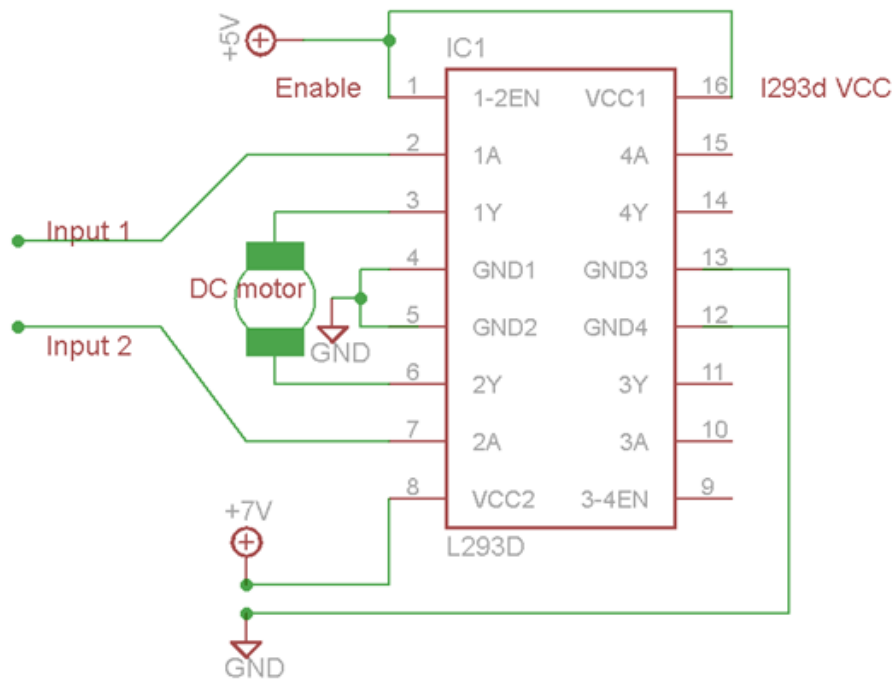 +5V
IC1
Enable
1
1-2EN
VCC1
16
l293d VCC
2
1A
4A
15
3
1Y
4Y
14
Input 1
4
GND1
GND3
13
DC motor
5
GND2
GND4
12
Input 2
GND
6
2Y
3Y
11
7
2A
3A
10
8
VCC2
3-4EN
9
+7V
L293D
GND